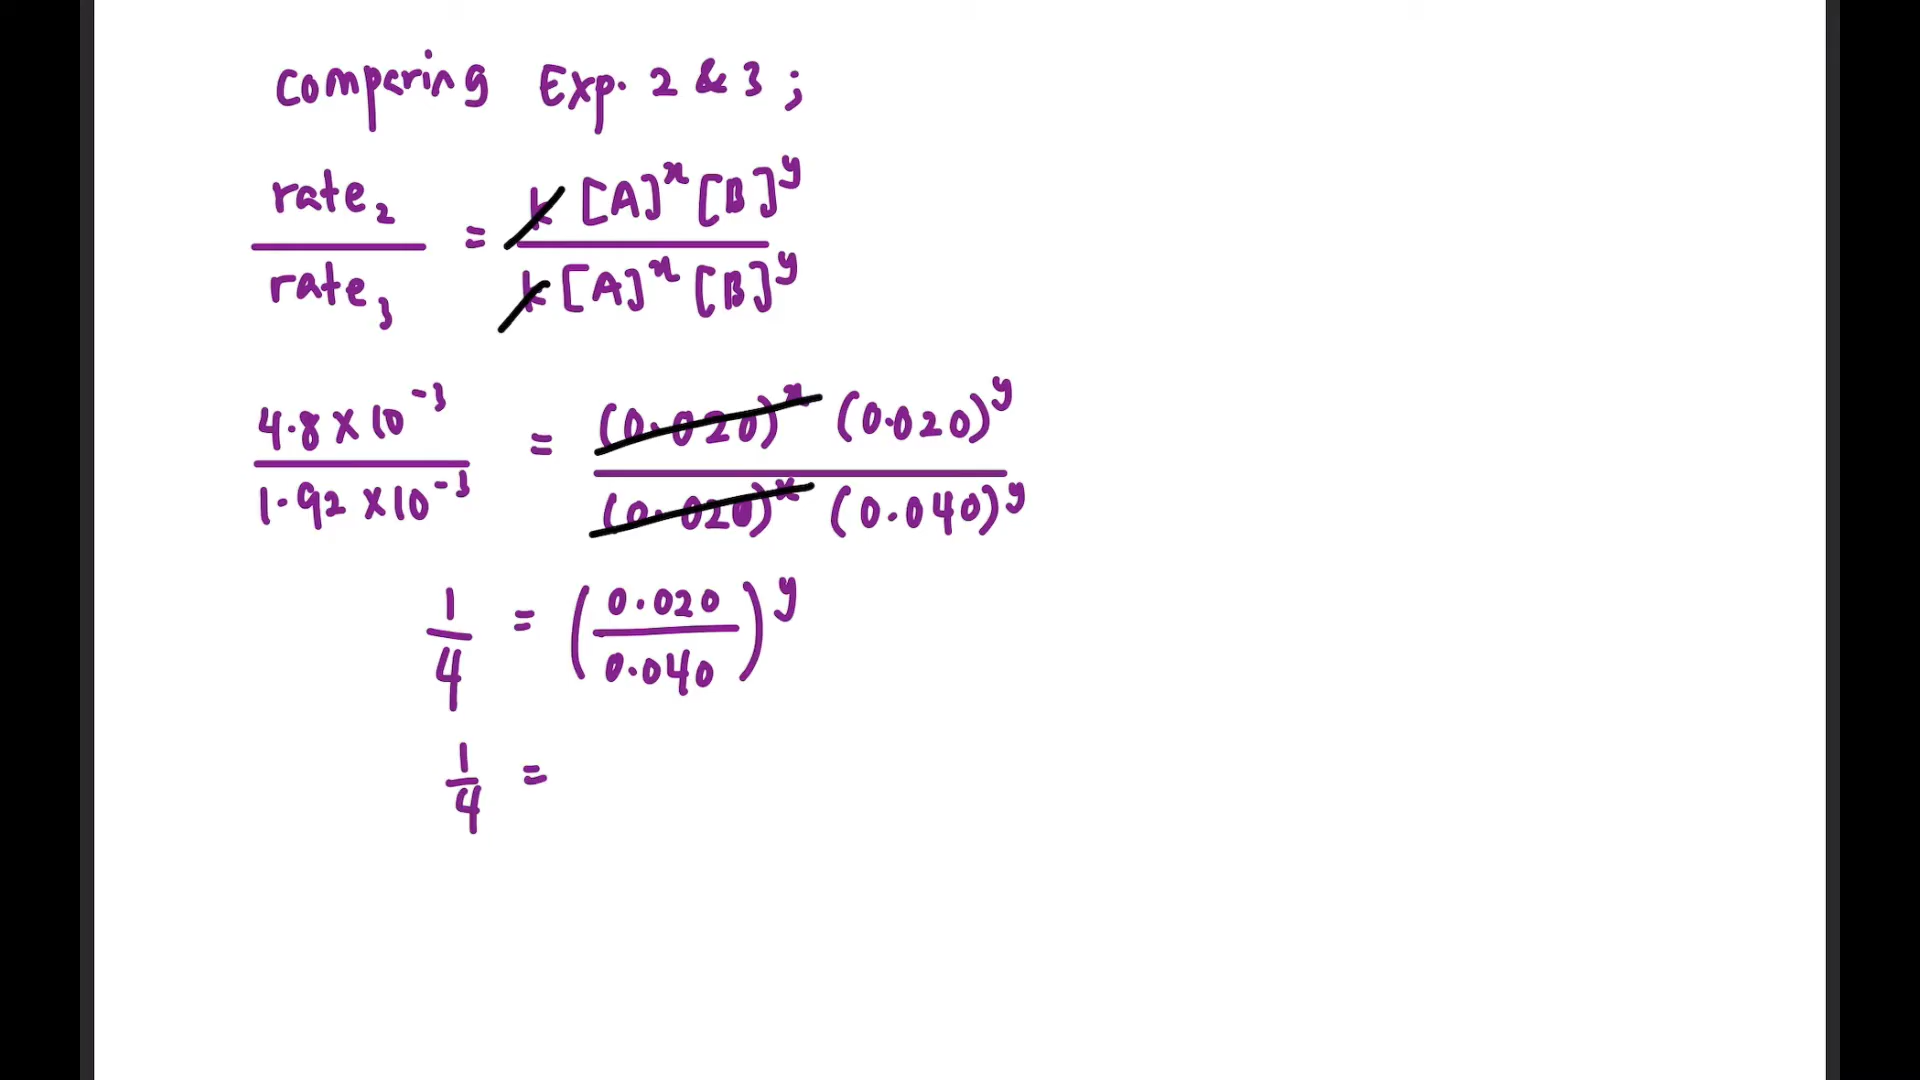 Comparing Exp. 2 & 3 ;
rate₂ / rate₃ = k [A]ˣ [B]ʸ / k [A]ˣ [B]ʸ
4.8 × 10⁻³ / 1.92 × 10⁻³ = (0.020)ˣ (0.020)ʸ / (0.020)ˣ (0.040)ʸ
1/4 = (0.020 / 0.040)ʸ
1/4 =